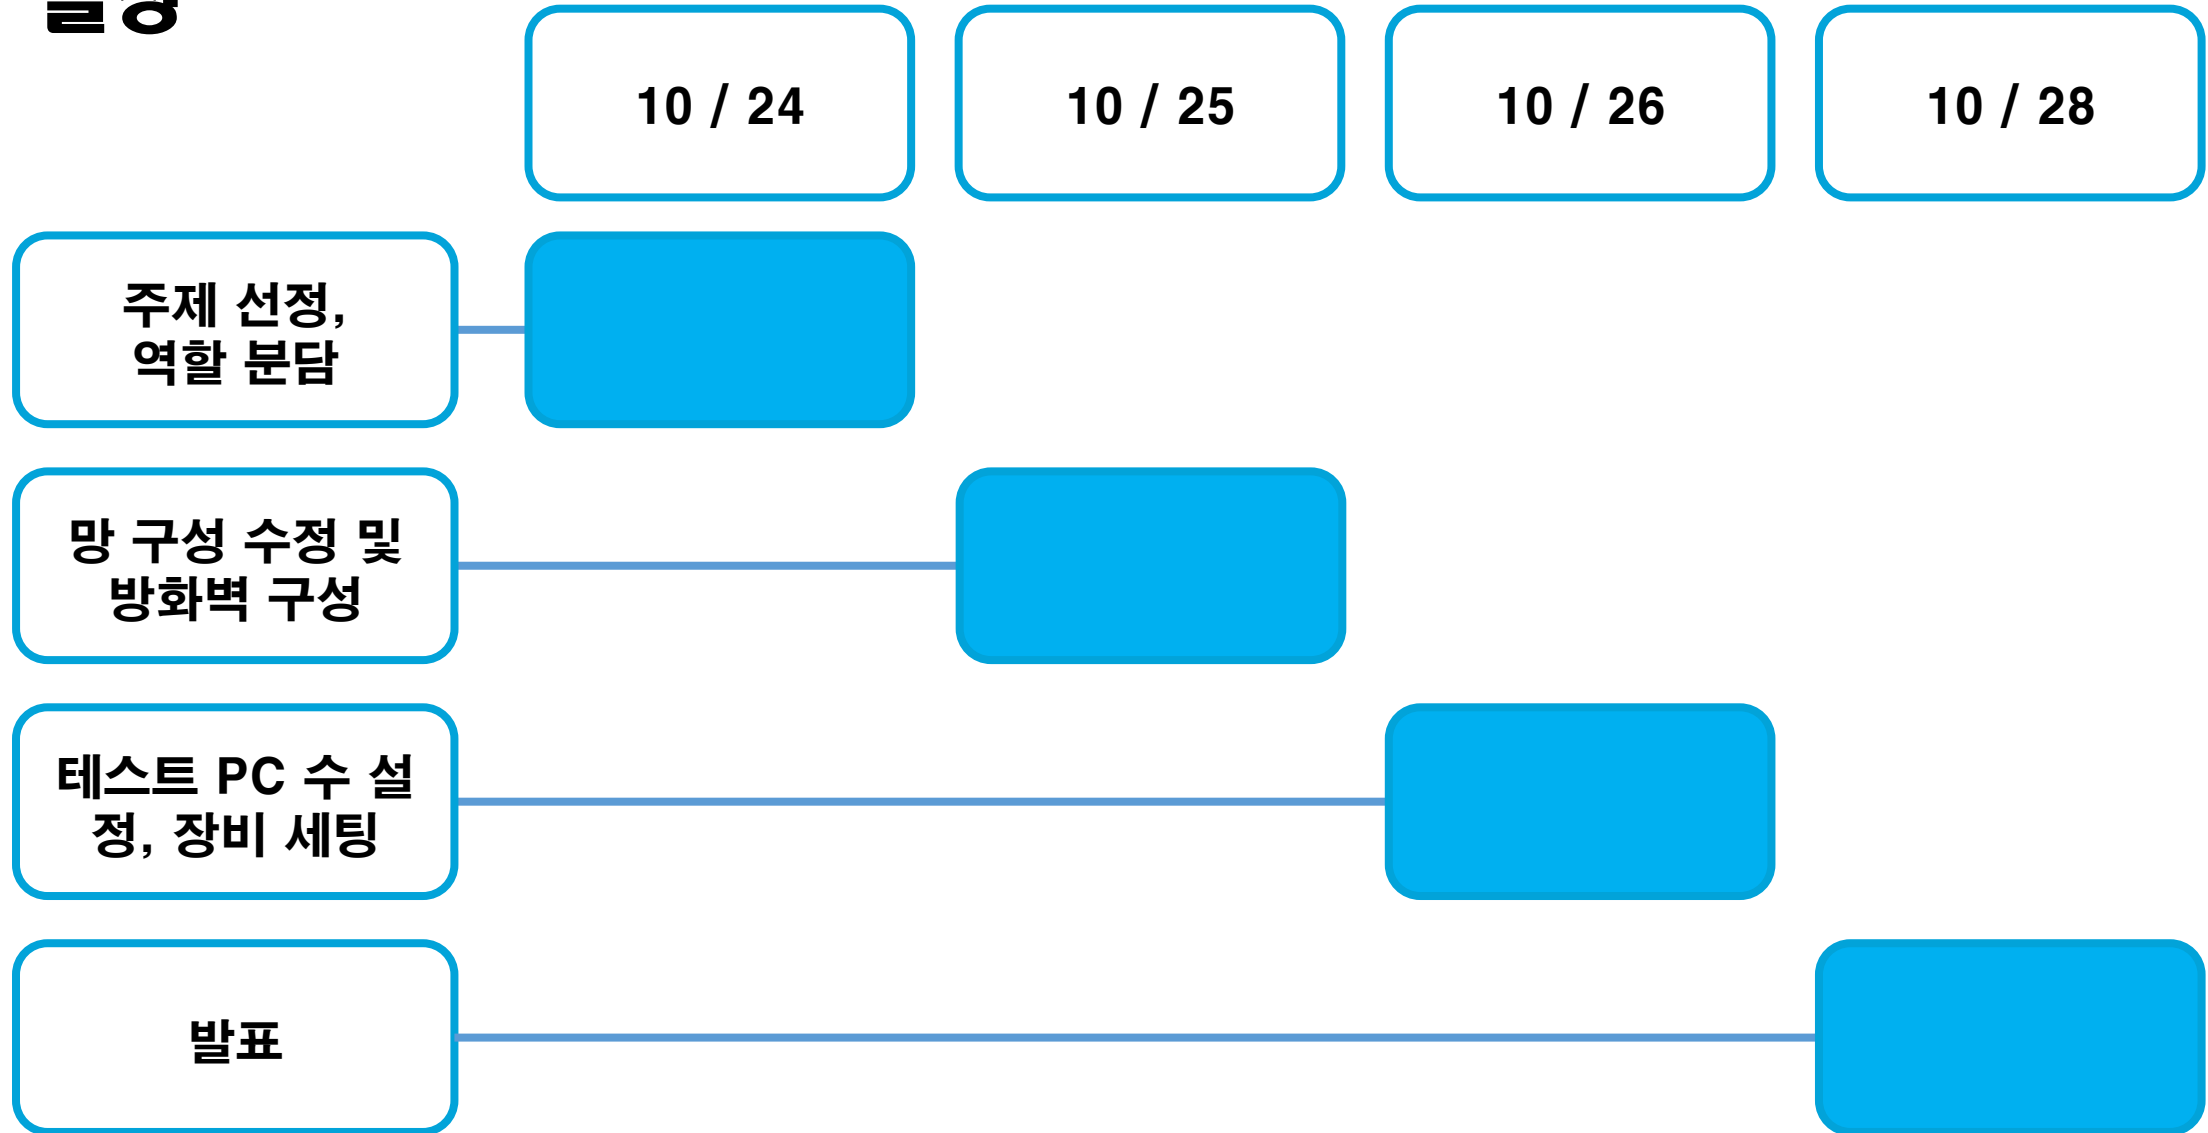 10 / 24
10 / 25
10 / 26
10 / 28
주제 선정,
역할 분담
망 구성 수정 및
방화벽 구성
테스트 PC 수 설
정, 장비 세팅
발표